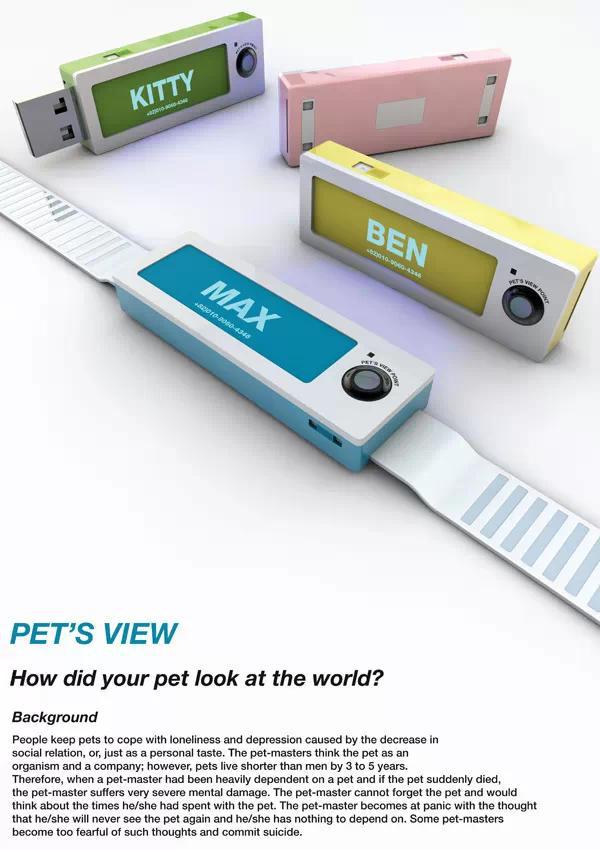 KITTY
+82)010-9060-4346
BEN
+82)010-9060-4346
PET'S VIEW POINT
MAX
+82)010-9060-4346
PET'S VIEW POINT
PET'S VIEW
How did your pet look at the world?
Background
People keep pets to cope with loneliness and depression caused by the decrease in
social relation, or, just as a personal taste. The pet-masters think the pet as an
organism and a company; however, pets live shorter than men by 3 to 5 years.
Therefore, when a pet-master had been heavily dependent on a pet and if the pet suddenly died,
the pet-master suffers very severe mental damage. The pet-master cannot forget the pet and would
think about the times he/she had spent with the pet. The pet-master becomes at panic with the thought
that he/she will never see the pet again and he/she has nothing to depend on. Some pet-masters
become too fearful of such thoughts and commit suicide.